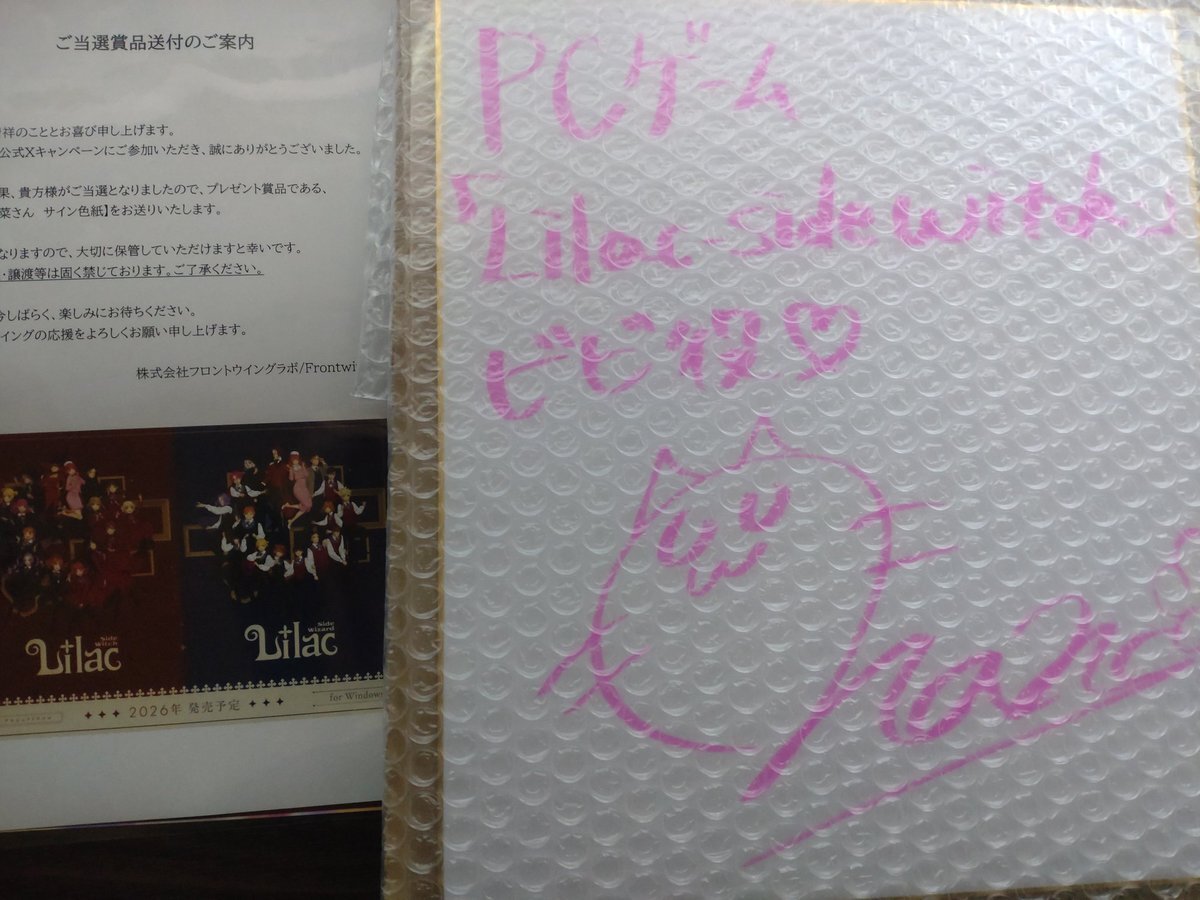 ご当選賞品送付のご案内
祥のこととお喜び申し上げます。
公式Xキャンペーンにご参加いただき、誠にありがとうございました。
果、貴方様がご当選となりましたので、プレゼント賞品である、
菜さん サイン色紙】をお送りいたします。
なりますので、大切に保管していただけますと幸いです。
・譲渡等は固く禁じております。ご了承ください。
今しばらく、楽しみにお待ちください。
イングの応援をよろしくお願い申し上げます。
株式会社フロントウイングラボ/Frontwi
Side Witch
Lilac
Side Wizard
Lilac
for Windows
2026年 発売予定
PCゲーム
「Lilac-side witch」
ビビ役♡